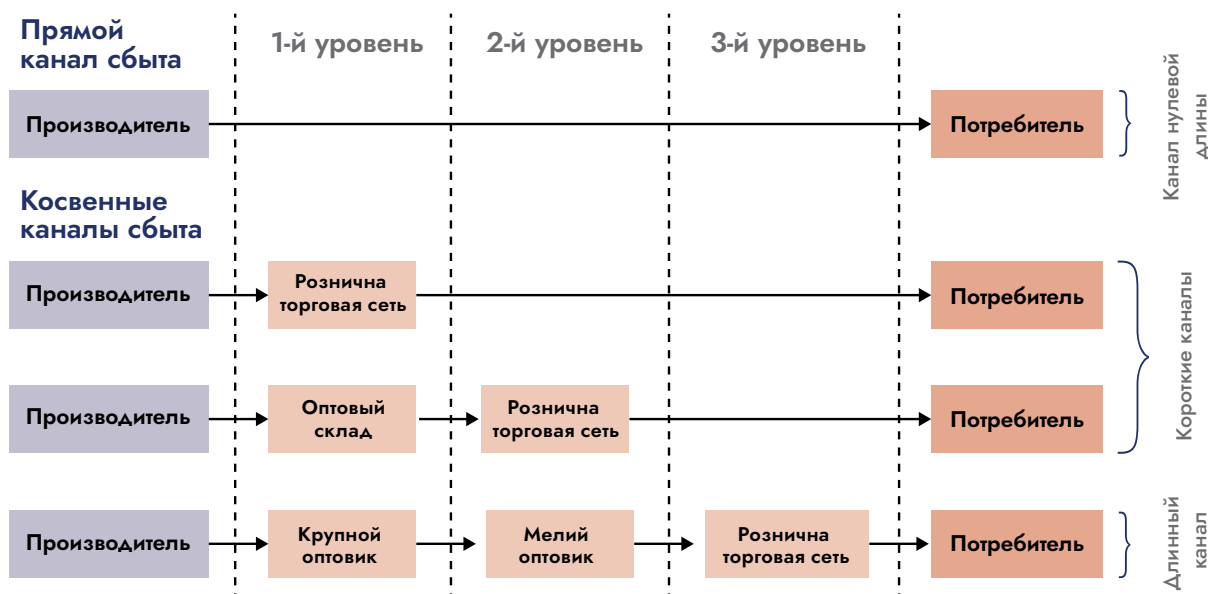 Прямой
канал сбыта
1-й уровень
2-й уровень
3-й уровень
Производитель
Потребитель
Канал нулевой
длины
Косвенные
каналы сбыта
Производитель
Рознична
торговая сеть
Потребитель
Производитель
Оптовый
склад
Рознична
торговая сеть
Потребитель
Короткие каналы
Производитель
Крупной
оптовик
Мелий
оптовик
Рознична
торговая сеть
Потребитель
Длинный
канал